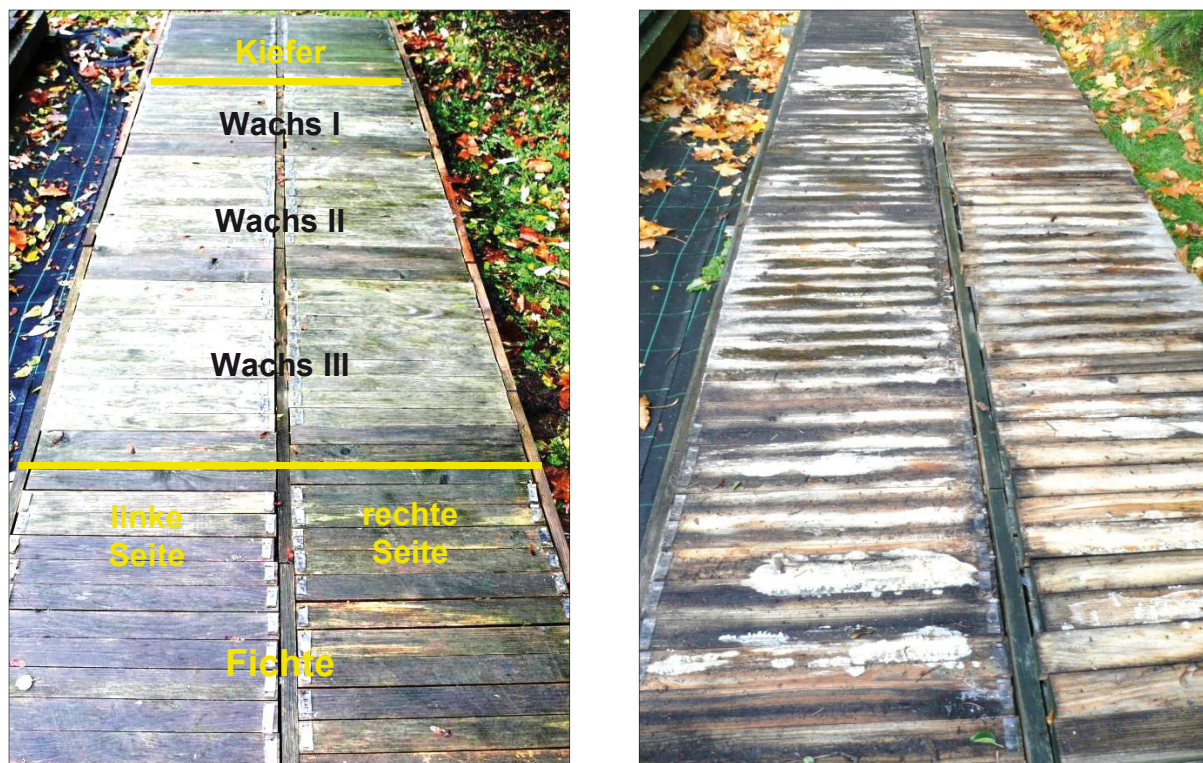 Kiefer
Wachs I
Wachs II
Wachs III
linke
Seite
rechte
Seite
Fichte